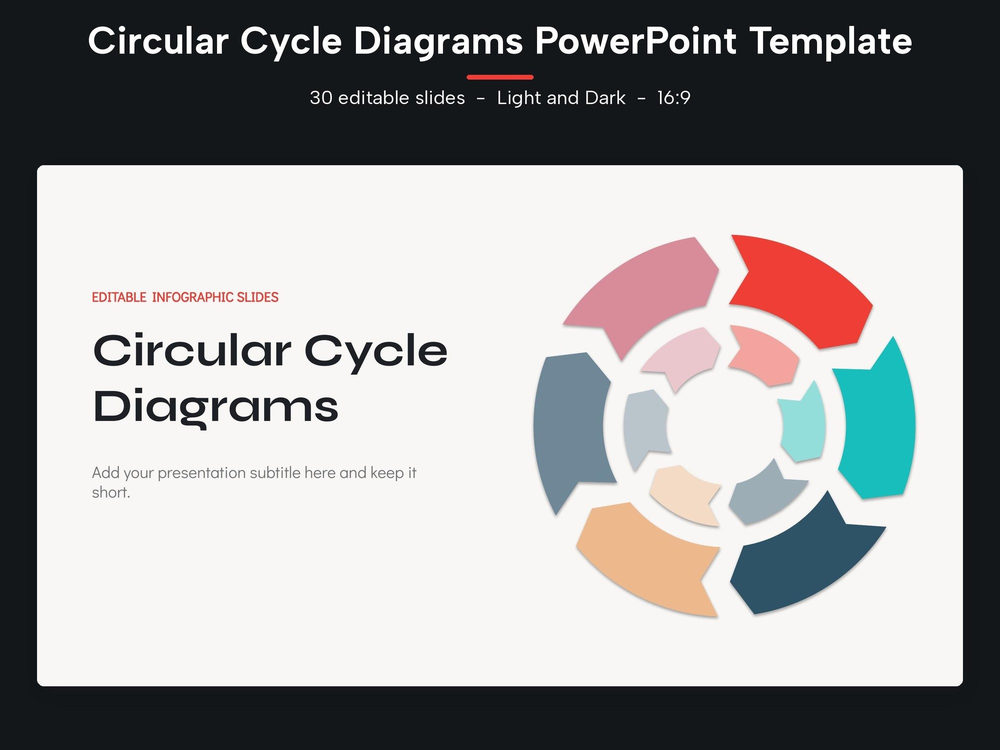 Circular Cycle Diagrams PowerPoint Template
30 editable slides - Light and Dark - 16:9
EDITABLE INFOGRAPHIC SLIDES
Circular Cycle
Diagrams
Add your presentation subtitle here and keep it
short.